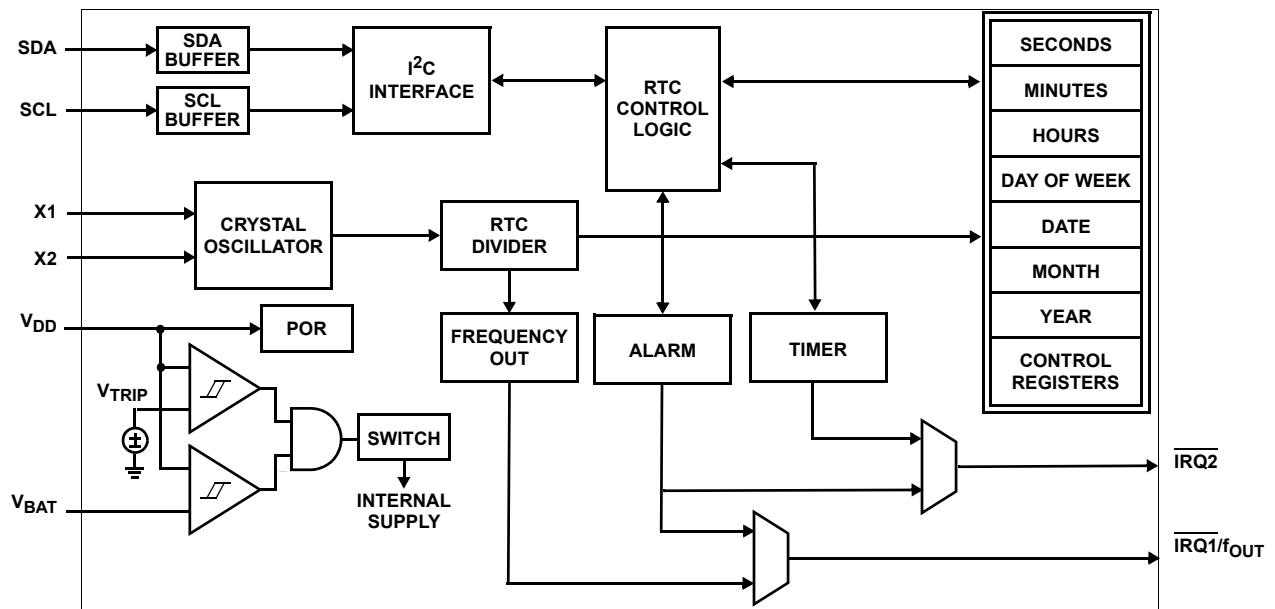 SDA
SDA
BUFFER
SCL
SCL
BUFFER
I²C
INTERFACE
RTC
CONTROL
LOGIC
SECONDS
MINUTES
HOURS
DAY OF WEEK
DATE
MONTH
YEAR
CONTROL
REGISTERS
X1
X2
CRYSTAL
OSCILLATOR
RTC
DIVIDER
VDD
POR
FREQUENCY
OUT
ALARM
TIMER
VTRIP
SWITCH
INTERNAL
SUPPLY
VBAT
IRQ2
IRQ1/fOUT